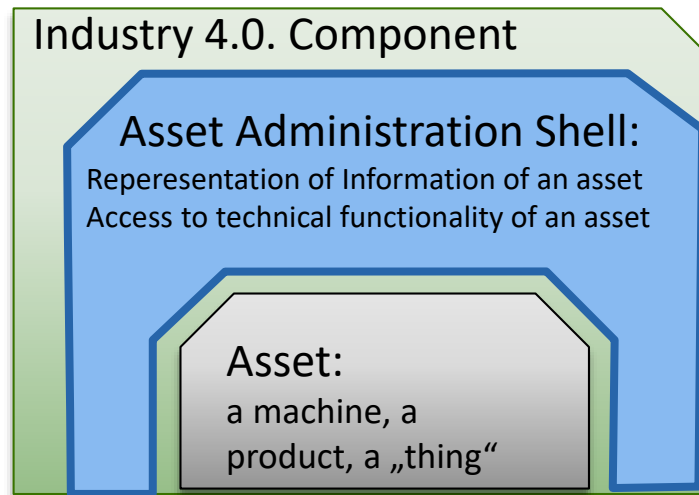 Industry 4.0. Component
Asset Administration Shell:
Reperesentation of Information of an asset
Access to technical functionality of an asset
Asset:
a machine, a
product, a „thing“